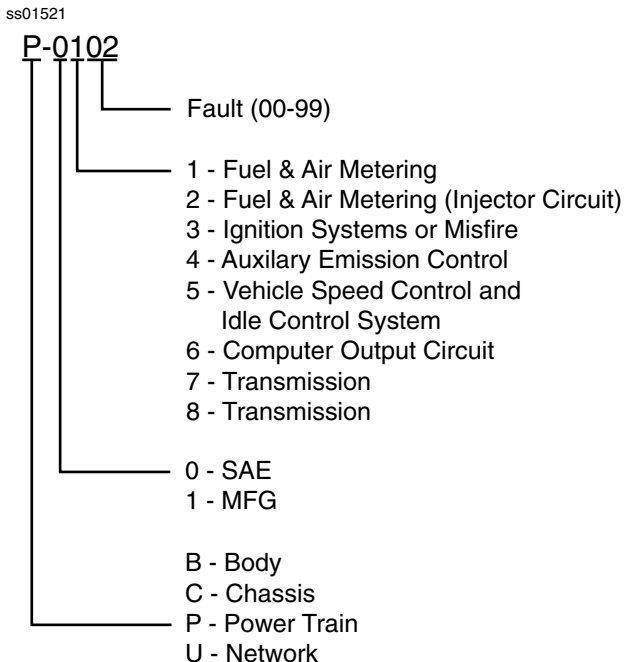 ss01521
P-0102
Fault (00-99)
1 - Fuel & Air Metering
2 - Fuel & Air Metering (Injector Circuit)
3 - Ignition Systems or Misfire
4 - Auxilary Emission Control
5 - Vehicle Speed Control and
Idle Control System
6 - Computer Output Circuit
7 - Transmission
8 - Transmission
0 - SAE
1 - MFG
B - Body
C - Chassis
P - Power Train
U - Network